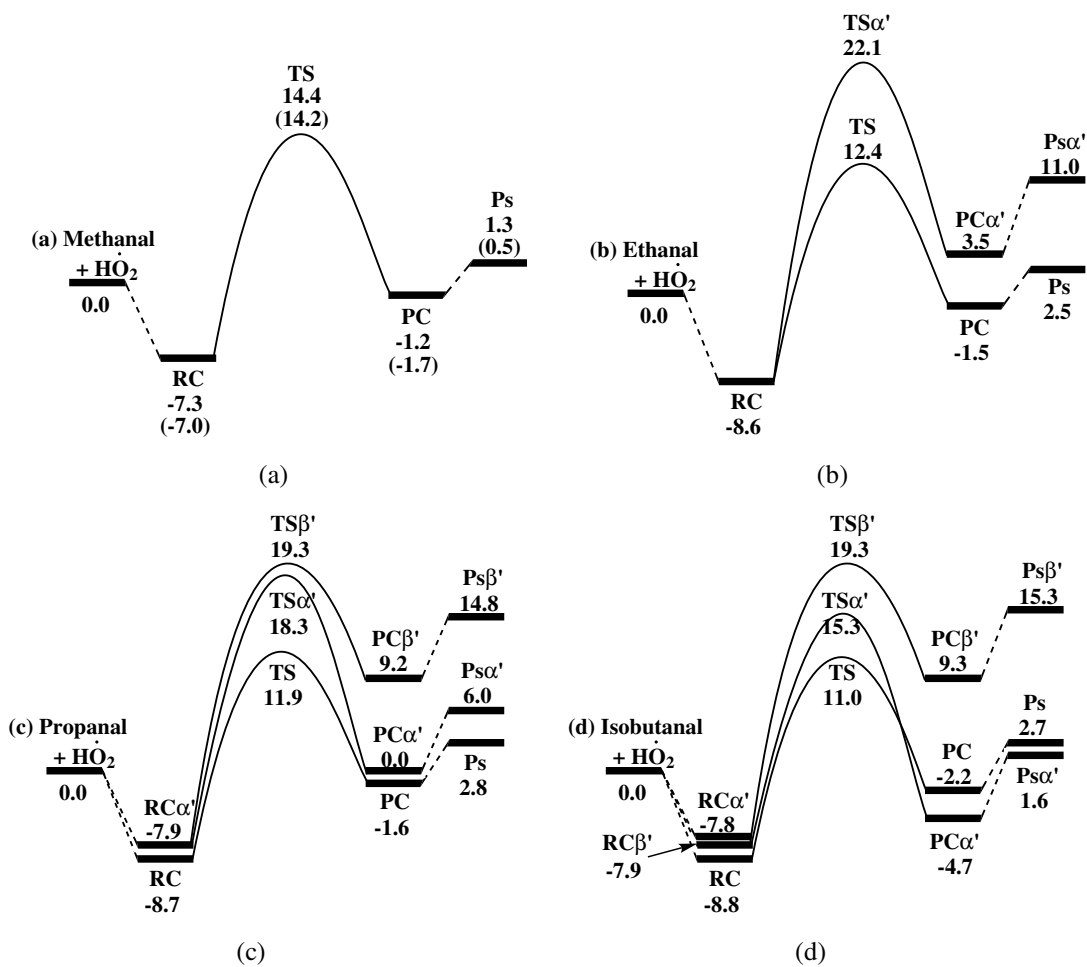 TS
14.4
(14.2)
Ps
1.3
(0.5)
(a) Methanal
+ HȮ₂
0.0
PC
-1.2
(-1.7)
RC
-7.3
(-7.0)
(a)
TSα'
22.1
TS
12.4
Psα'
11.0
PCα'
3.5
(b) Ethanal
+ HȮ₂
0.0
Ps
2.5
PC
-1.5
RC
-8.6
(b)
TSβ'
19.3
TSα'
18.3
TS
11.9
Psβ'
14.8
PCβ'
9.2
Psα'
6.0
(c) Propanal
+ HȮ₂
0.0
PCα'
0.0
Ps
2.8
PC
-1.6
RCα'
-7.9
RC
-8.7
(c)
TSβ'
19.3
TSα'
15.3
TS
11.0
Psβ'
15.3
PCβ'
9.3
Ps
2.7
(d) Isobutanal
+ HȮ₂
0.0
PC
-2.2
Psα'
1.6
RCα'
-7.8
RCβ'
-7.9
PCα'
-4.7
RC
-8.8
(d)